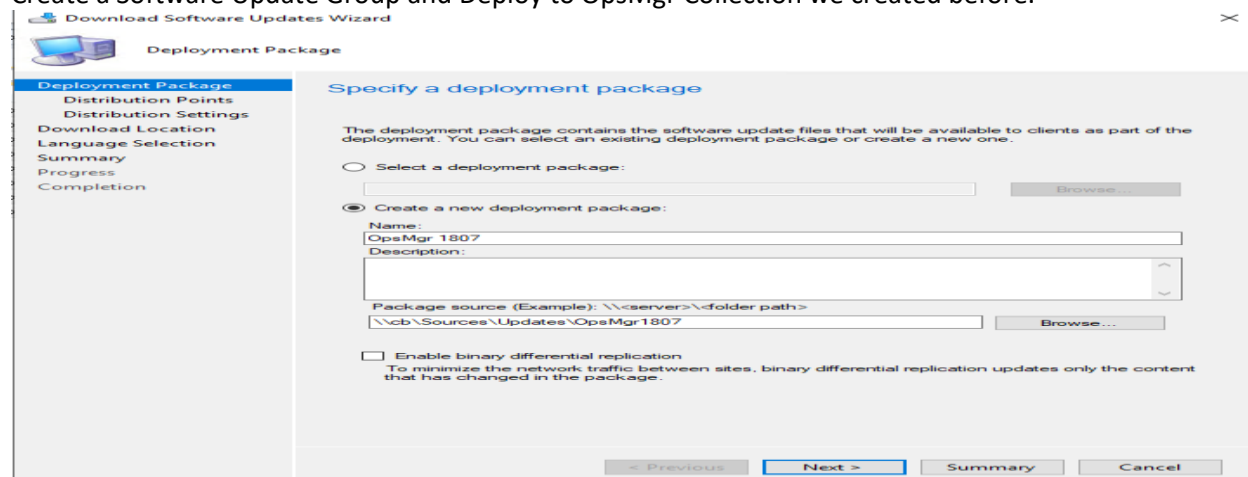 Create a Software Update Group and Deploy to OpsMgr Collection we created before.
Download Software Updates Wizard
Deployment Package
Deployment Package
Distribution Points
Distribution Settings
Download Location
Language Selection
Summary
Progress
Completion
Specify a deployment package
The deployment package contains the software update files that will be available to clients as part of the
deployment. You can select an existing deployment package or create a new one.
Select a deployment package:
Browse...
Create a new deployment package:
Name:
OpsMgr 1807
Description:
Package source (Example): \\<server>\<folder path>
\\cb\Sources\Updates\OpsMgr1807
Browse...
Enable binary differential replication
To minimize the network traffic between sites, binary differential replication updates only the content
that has changed in the package.
< Previous
Next >
Summary
Cancel